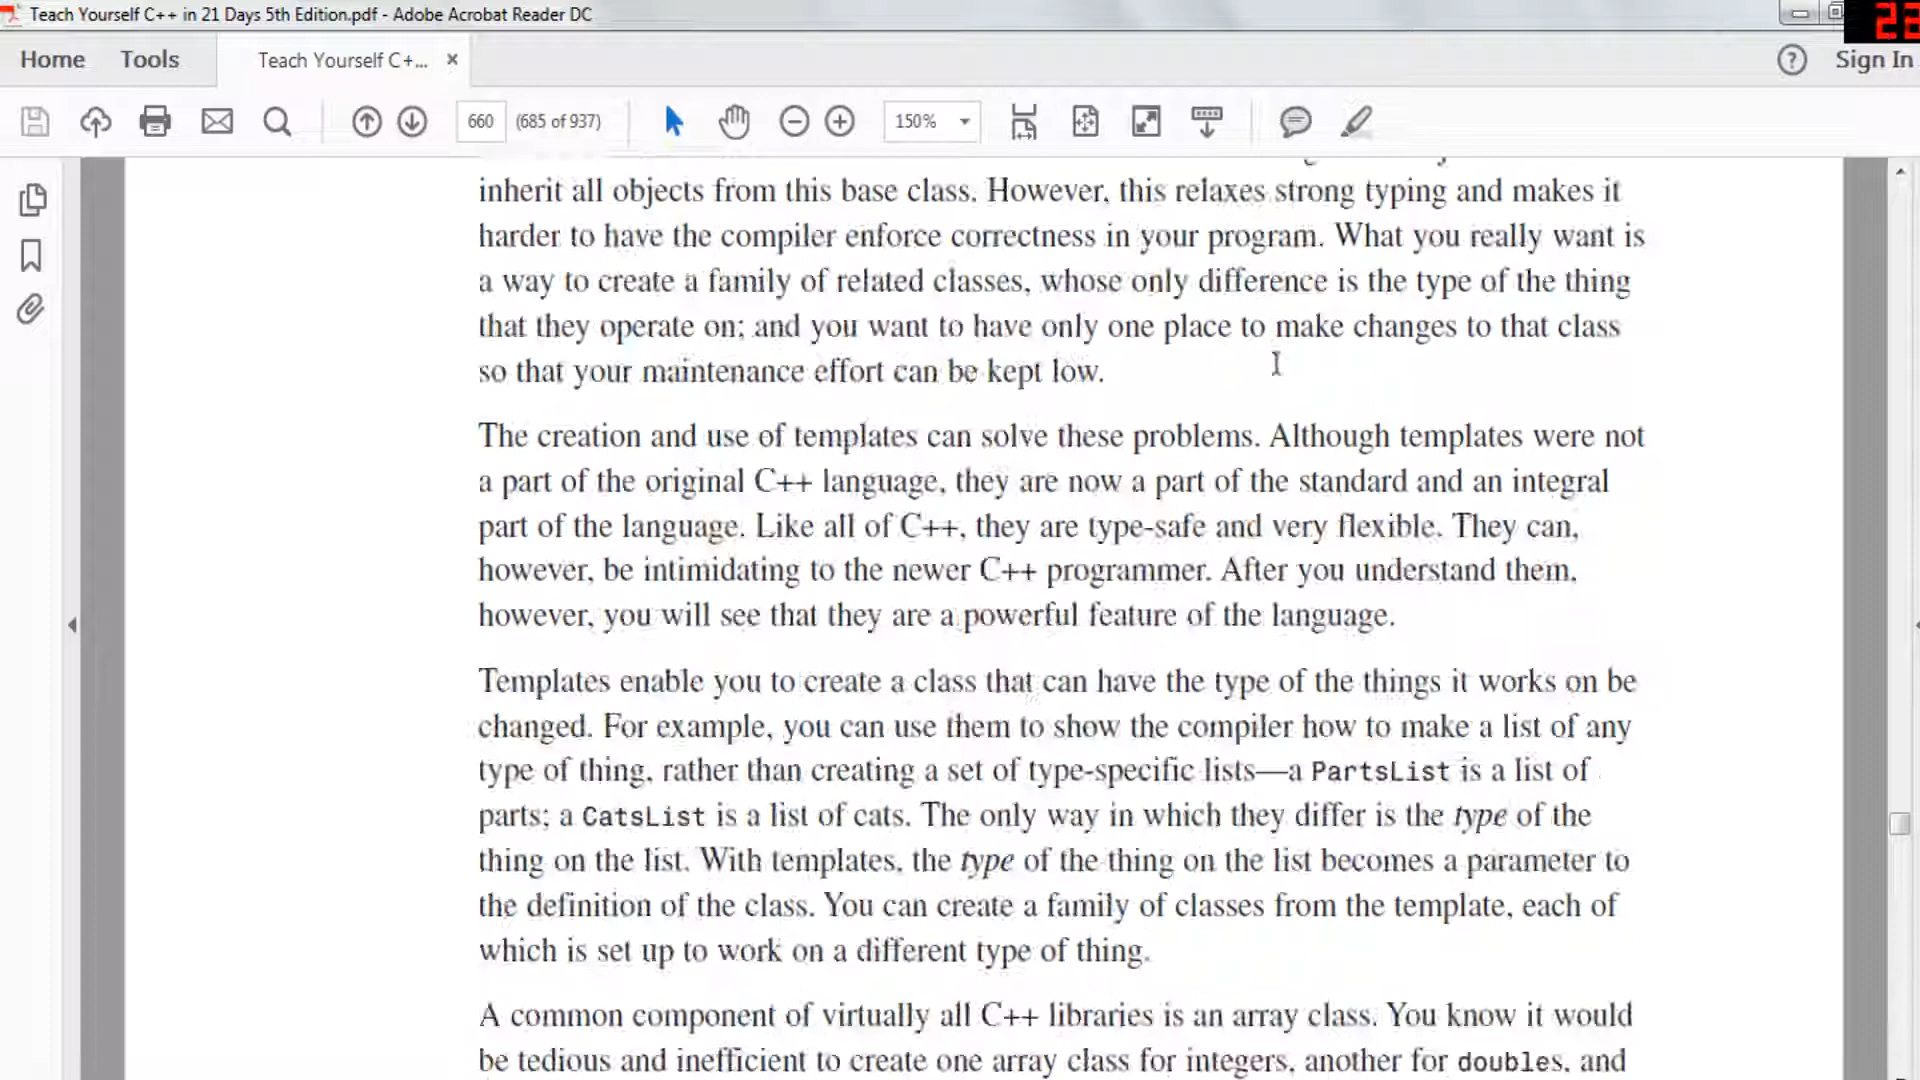 Teach Yourself C++ in 21 Days 5th Edition.pdf - Adobe Acrobat Reader DC
22
Home Tools Teach Yourself C+... × ? Sign In
660 (685 of 937) 150%
inherit all objects from this base class. However, this relaxes strong typing and makes it
harder to have the compiler enforce correctness in your program. What you really want is
a way to create a family of related classes, whose only difference is the type of the thing
that they operate on; and you want to have only one place to make changes to that class
so that your maintenance effort can be kept low.
The creation and use of templates can solve these problems. Although templates were not
a part of the original C++ language, they are now a part of the standard and an integral
part of the language. Like all of C++, they are type-safe and very flexible. They can,
however, be intimidating to the newer C++ programmer. After you understand them,
however, you will see that they are a powerful feature of the language.
Templates enable you to create a class that can have the type of the things it works on be
changed. For example, you can use them to show the compiler how to make a list of any
type of thing, rather than creating a set of type-specific lists—a PartsList is a list of
parts; a CatsList is a list of cats. The only way in which they differ is the type of the
thing on the list. With templates, the type of the thing on the list becomes a parameter to
the definition of the class. You can create a family of classes from the template, each of
which is set up to work on a different type of thing.
A common component of virtually all C++ libraries is an array class. You know it would
be tedious and inefficient to create one array class for integers, another for doubles, and